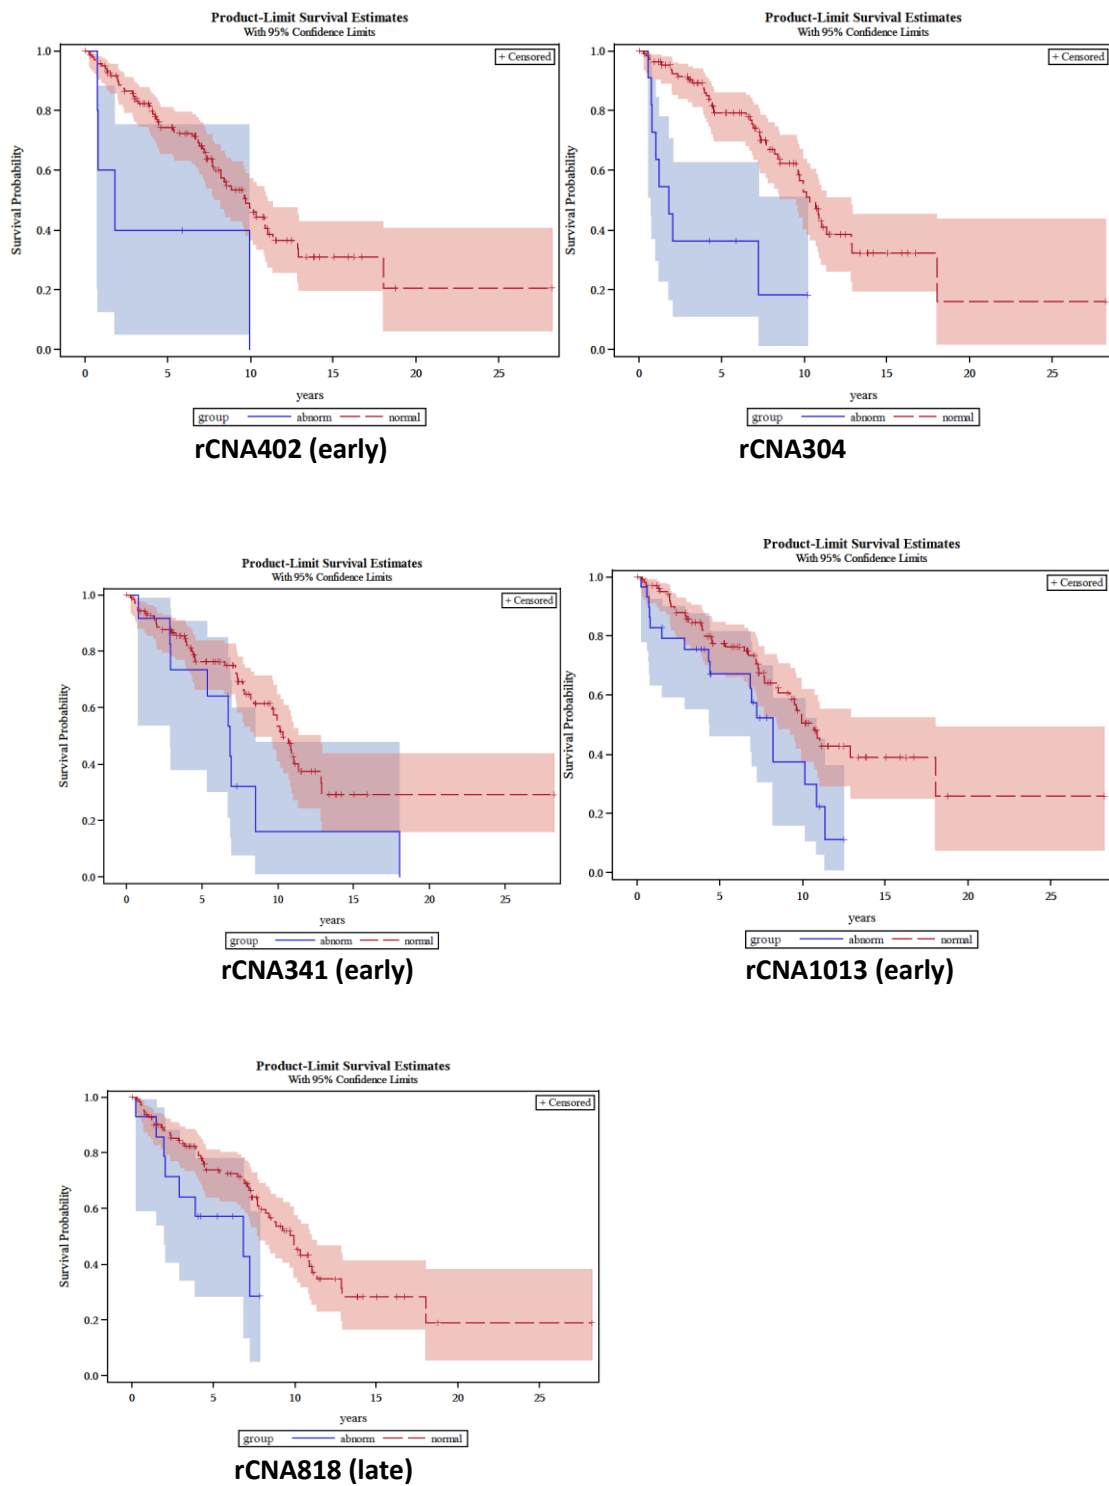 Product-Limit Survival Estimates
With 95% Confidence Limits
+ Censored
Survival Probability
1.0
0.8
0.6
0.4
0.2
0.0
0 5 10 15 20 25
years
group abnorm normal
rCNA402 (early)
Product-Limit Survival Estimates
With 95% Confidence Limits
+ Censored
Survival Probability
1.0
0.8
0.6
0.4
0.2
0.0
0 5 10 15 20 25
years
group abnorm normal
rCNA304
Product-Limit Survival Estimates
With 95% Confidence Limits
+ Censored
Survival Probability
1.0
0.8
0.6
0.4
0.2
0.0
0 5 10 15 20 25
years
group abnorm normal
rCNA341 (early)
Product-Limit Survival Estimates
With 95% Confidence Limits
+ Censored
Survival Probability
1.0
0.8
0.6
0.4
0.2
0.0
0 5 10 15 20 25
years
group abnorm normal
rCNA1013 (early)
Product-Limit Survival Estimates
With 95% Confidence Limits
+ Censored
Survival Probability
1.0
0.8
0.6
0.4
0.2
0.0
0 5 10 15 20 25
years
group abnorm normal
rCNA818 (late)